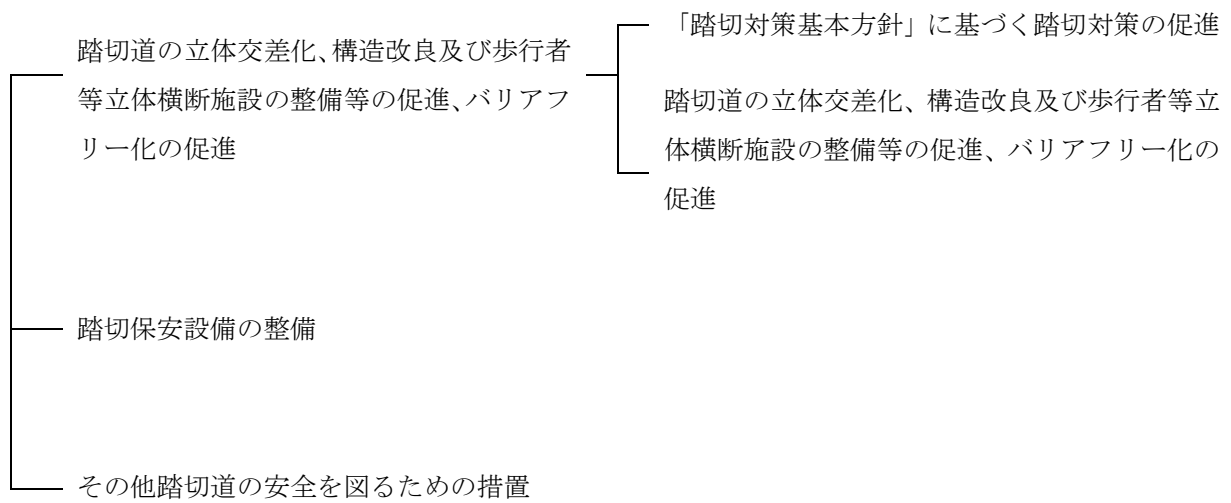 踏切道の立体交差化、構造改良及び歩行者
等立体横断施設の整備等の促進、バリアフ
リー化の促進
「踏切対策基本方針」に基づく踏切対策の促進
踏切道の立体交差化、構造改良及び歩行者等立
体横断施設の整備等の促進、バリアフリー化の
促進
踏切保安設備の整備
その他踏切道の安全を図るための措置